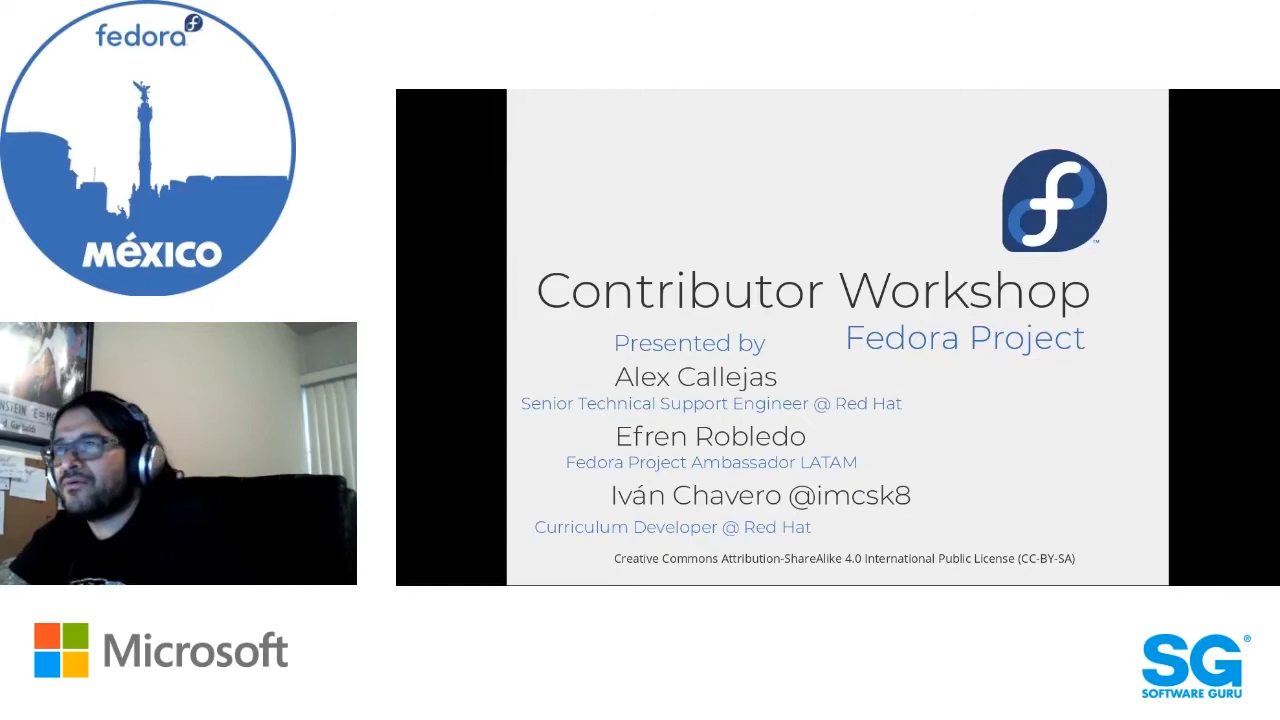 fedora
MÉXICO
NSTEIN E=M
Contributor Workshop
Fedora Project
Presented by
Alex Callejas
Senior Technical Support Engineer @ Red Hat
Efren Robledo
Fedora Project Ambassador LATAM
Iván Chavero @imcsk8
Curriculum Developer @ Red Hat
Creative Commons Attribution-ShareAlike 4.0 International Public License (CC-BY-SA)
Microsoft
SG®
SOFTWARE GURU